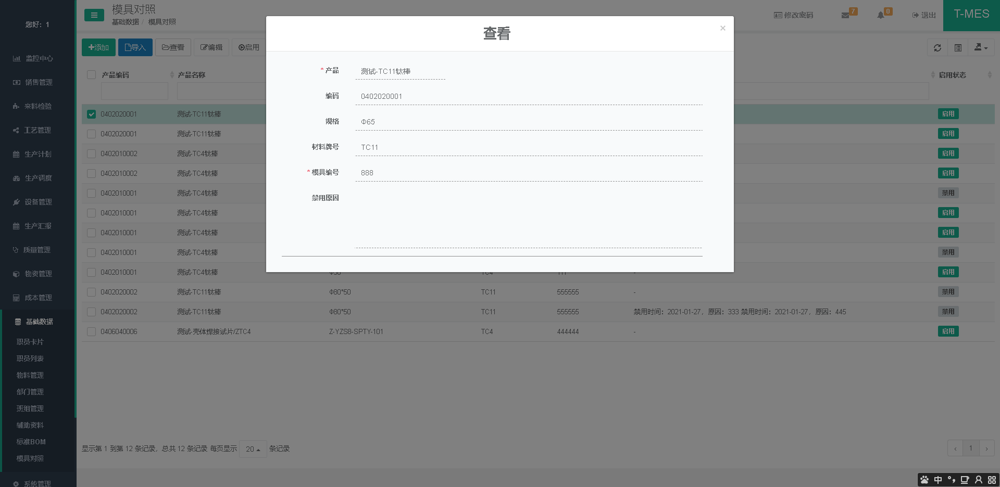 您好：1
监控中心
销售管理
来料检验
工艺管理
生产计划
生产调度
设备管理
生产汇报
质量管理
物资管理
成本管理
基础数据
职员卡片
职员列表
物料管理
部门管理
班组管理
辅助资料
标准BOM
模具对照
系统管理
模具对照
基础数据 / 模具对照
修改密码
7
0
退出
T-MES
添加 导入 查看 编辑 启用
产品编码 产品名称 启用状态
0402020001 测试-TC11钛棒 启用
0402020001 测试-TC11钛棒 启用
0402010002 测试-TC4钛棒 启用
0402010002 测试-TC4钛棒 启用
0402010001 测试-TC4钛棒 禁用
0402010001 测试-TC4钛棒 启用
0402010001 测试-TC4钛棒 启用
0402010001 测试-TC4钛棒 禁用
0402010001 测试-TC4钛棒 Φ50 TC4 111 - 启用
0402020002 测试-TC11钛棒 Φ80*50 TC11 555555 - 禁用
0402020002 测试-TC11钛棒 Φ80*50 TC11 555555 禁用时间：2021-01-27，原因：333 禁用时间：2021-01-27，原因：445 禁用
0406040006 测试-壳体焊接试片/ZTC4 Z-YZS8-SPTY-101 TC4 444444 - 启用
显示第 1 到第 12 条记录，总共 12 条记录 每页显示 20 条记录
‹ 1 ›
查看
×
* 产品 测试-TC11钛棒
编码 0402020001
规格 Φ65
材料牌号 TC11
* 模具编号 888
禁用原因
中 °,